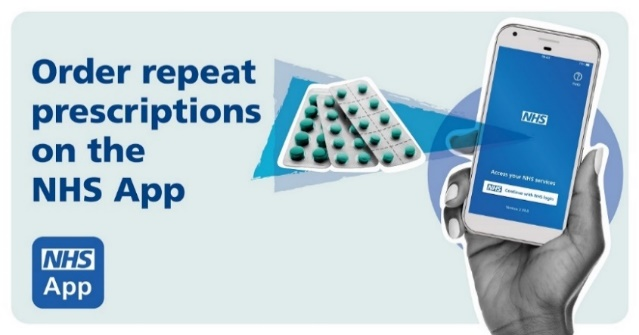 Order repeat
prescriptions
on the
NHS App
NHS
App
NHS
Access your NHS services
NHS Continue with NHS login